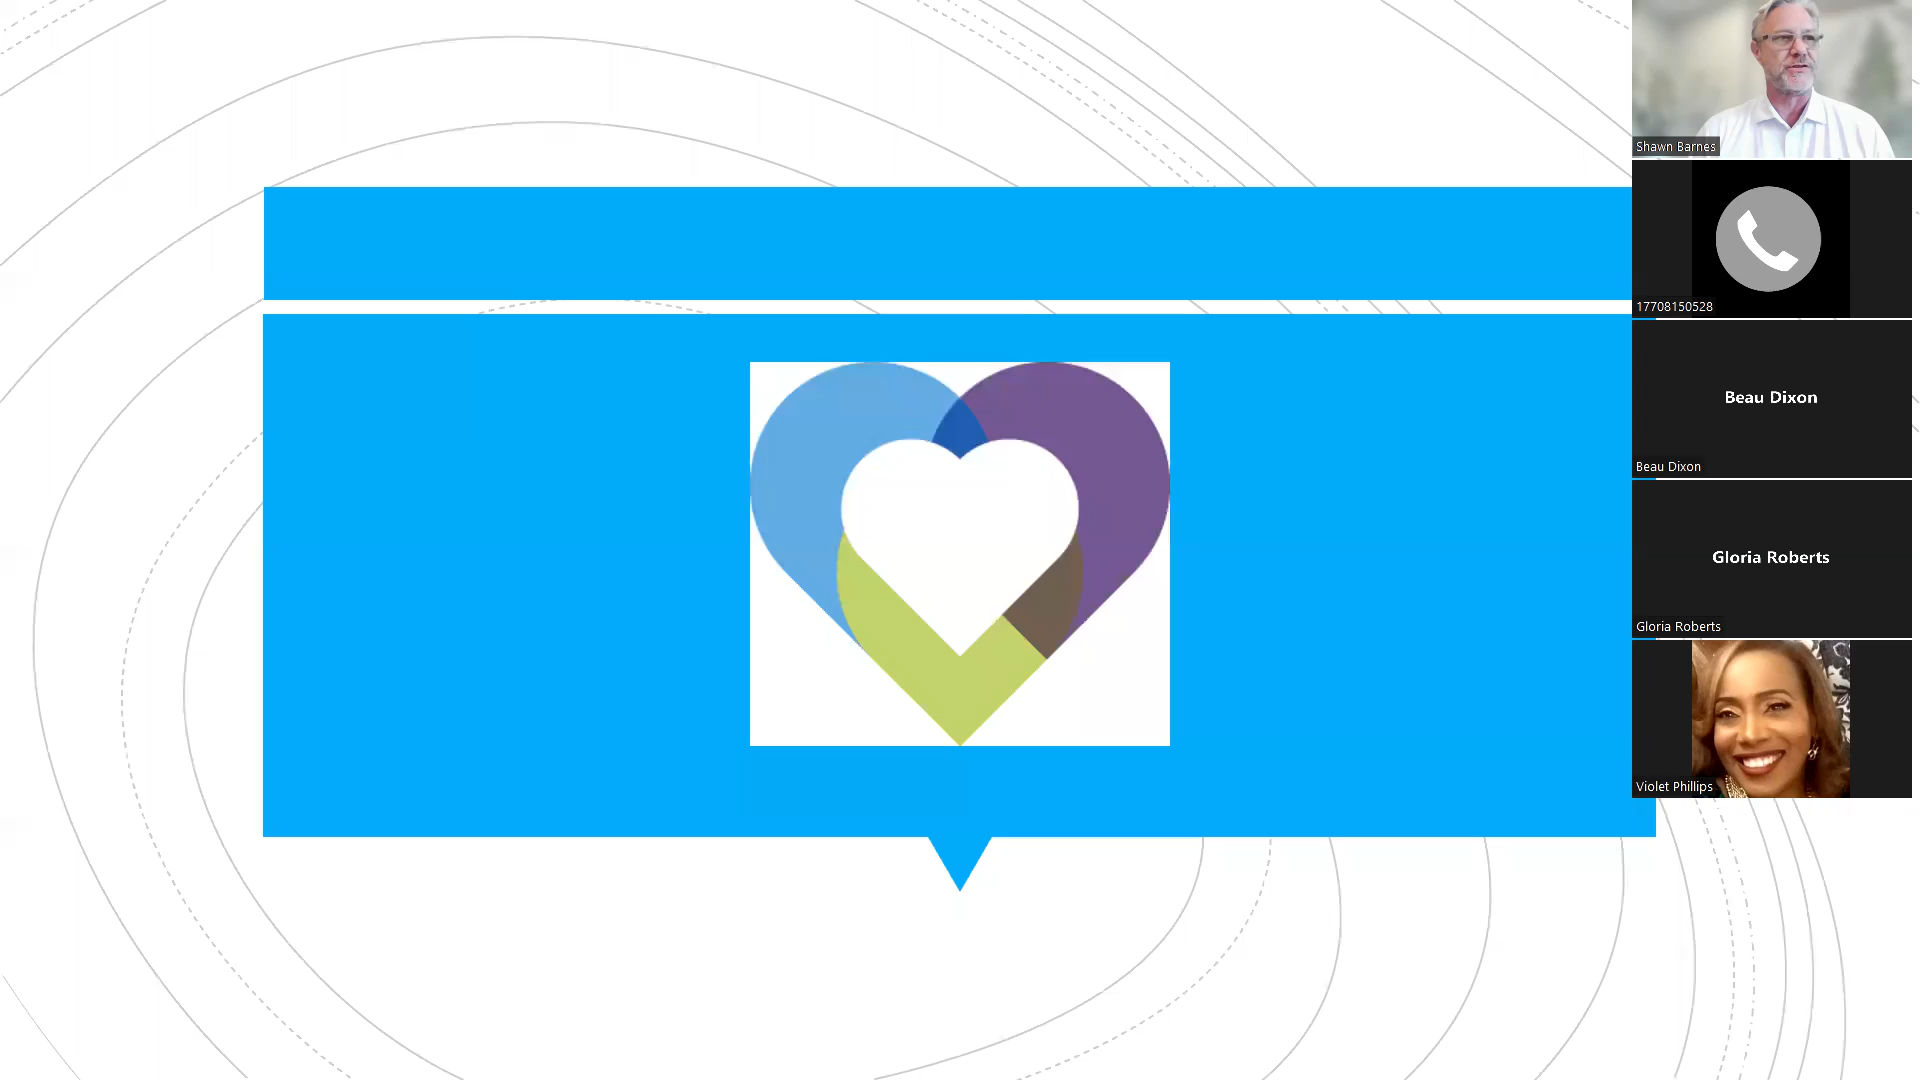 Shawn Barnes
17708150528
Beau Dixon
Beau Dixon
Gloria Roberts
Gloria Roberts
Violet Phillips